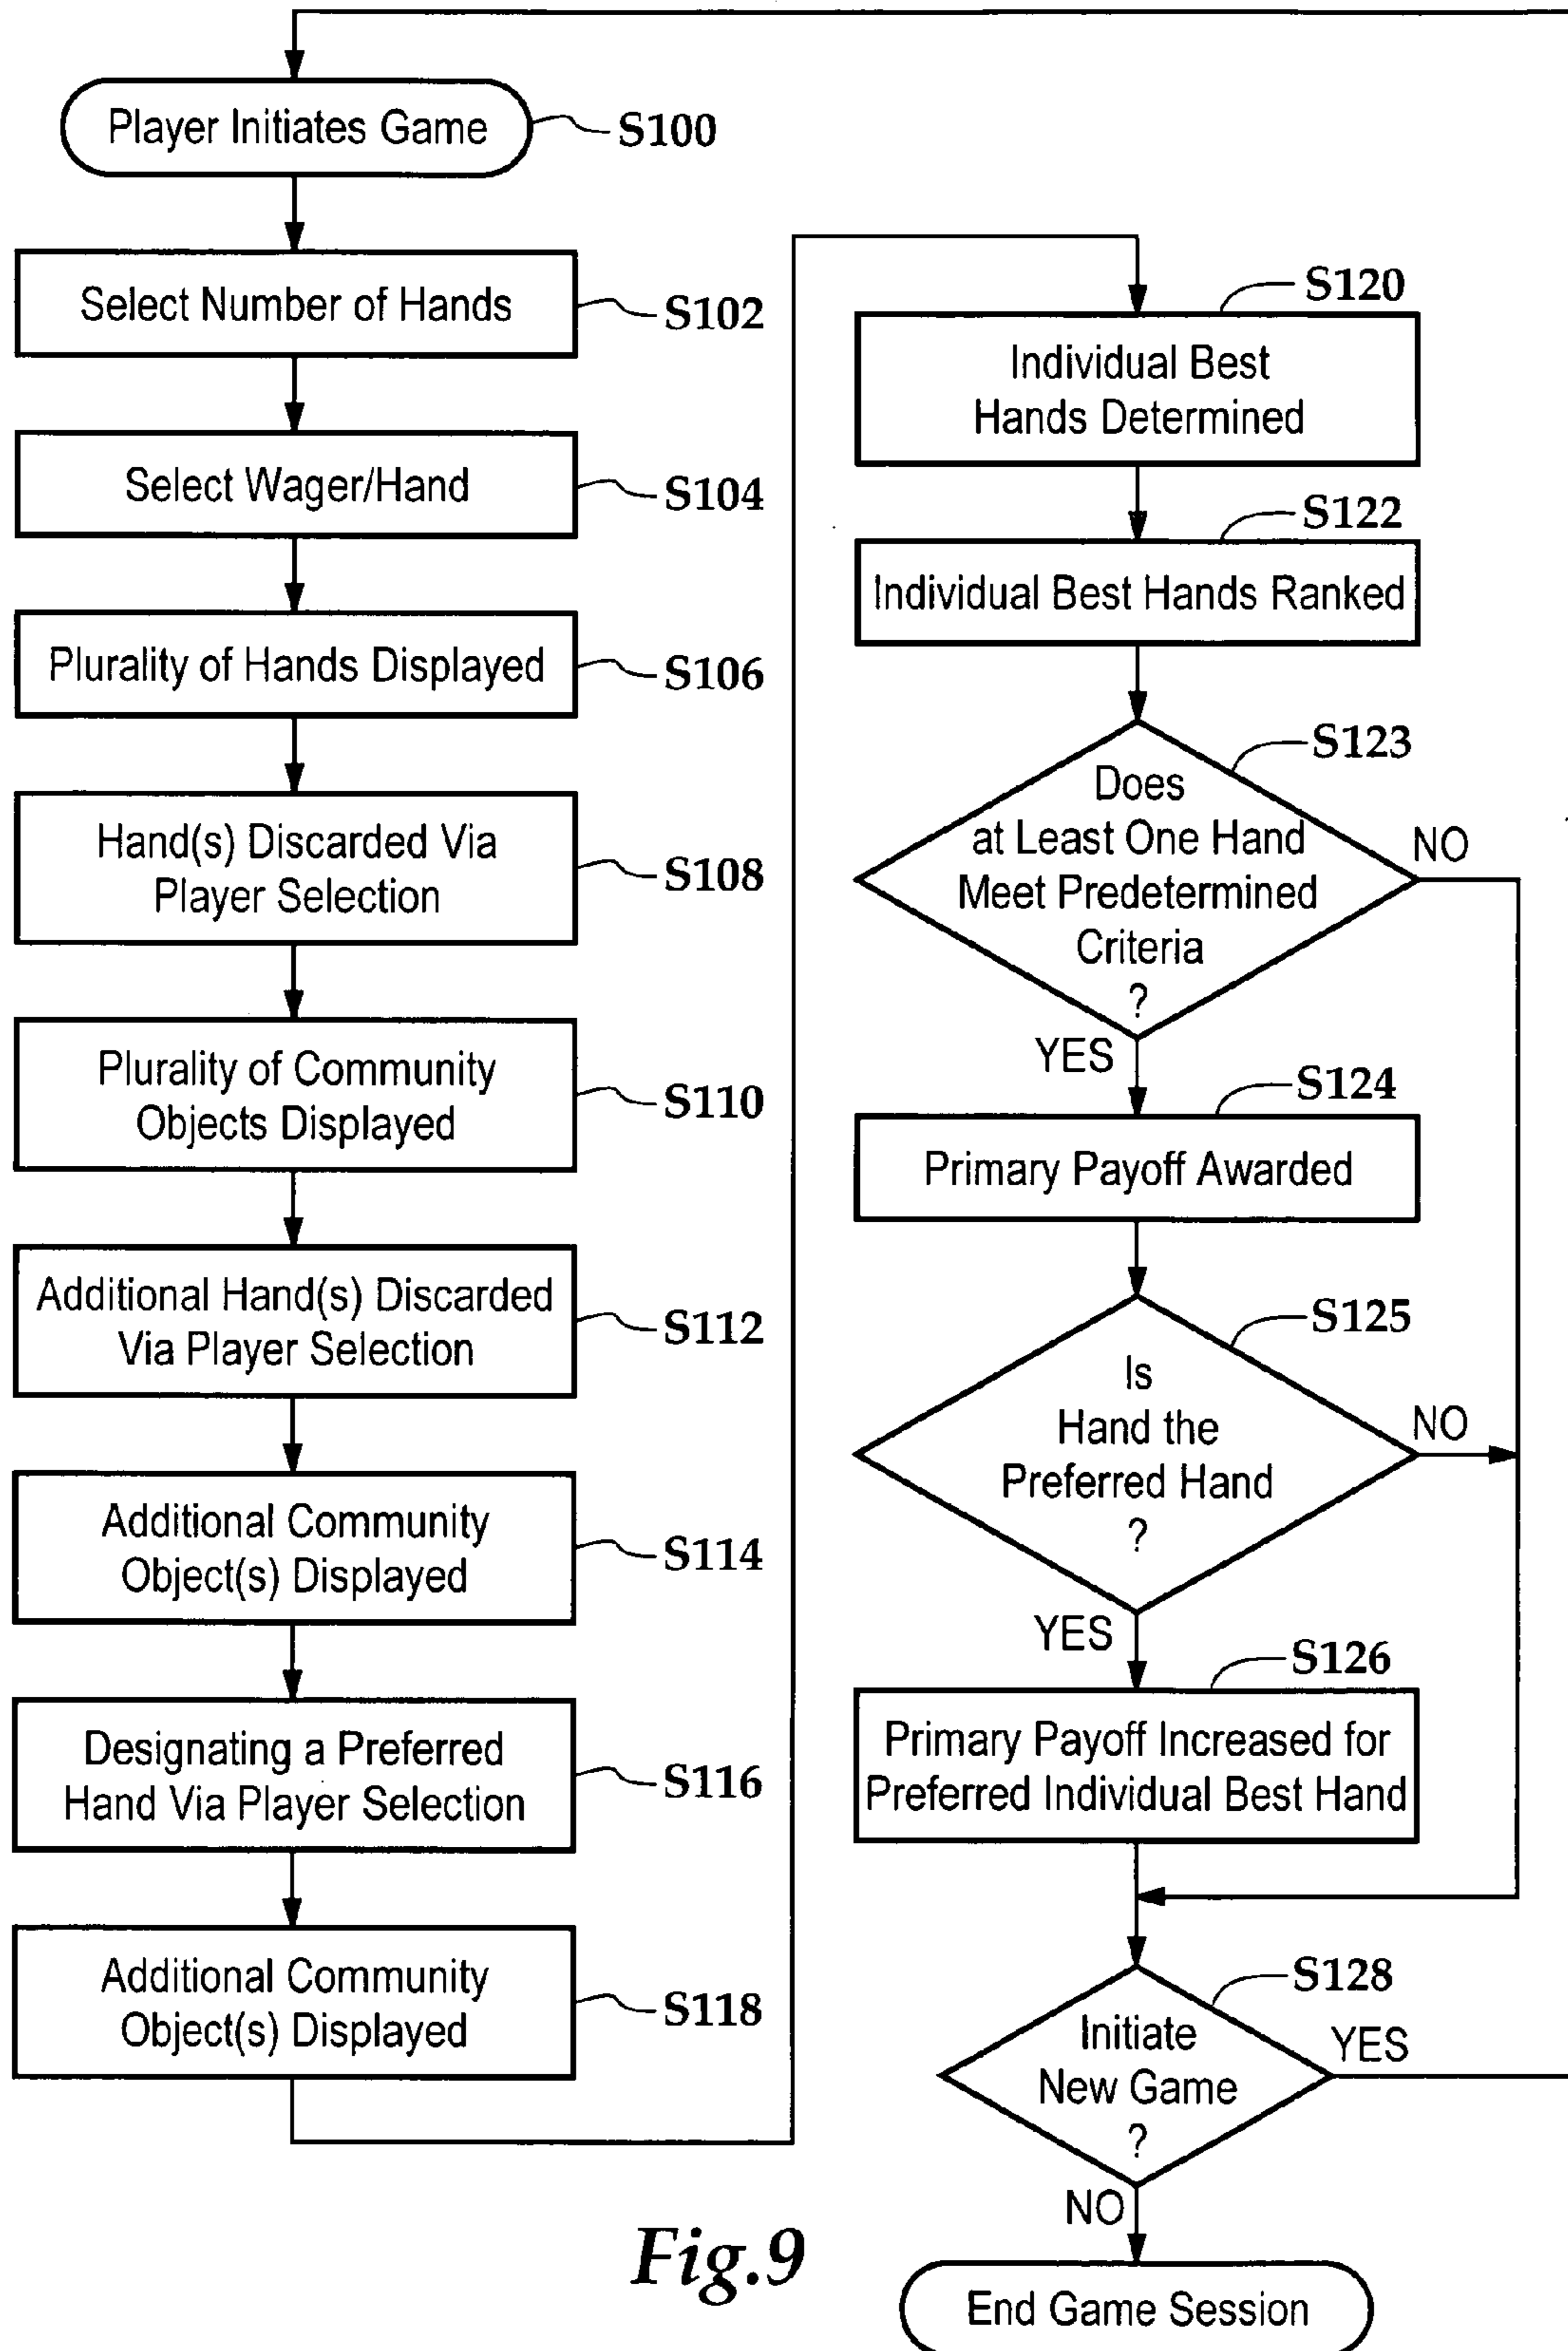 Player Initiates Game
S100
Select Number of Hands
S102
Select Wager/Hand
S104
Plurality of Hands Displayed
S106
Hand(s) Discarded Via
Player Selection
S108
Plurality of Community
Objects Displayed
S110
Additional Hand(s) Discarded
Via Player Selection
S112
Additional Community
Object(s) Displayed
S114
Designating a Preferred
Hand Via Player Selection
S116
Additional Community
Object(s) Displayed
S118
S120
Individual Best
Hands Determined
S122
Individual Best Hands Ranked
S123
Does
at Least One Hand
Meet Predetermined
Criteria
?
NO
YES
S124
Primary Payoff Awarded
S125
Is
Hand the
Preferred Hand
?
NO
YES
S126
Primary Payoff Increased for
Preferred Individual Best Hand
S128
Initiate
New Game
?
YES
NO
End Game Session
Fig.9